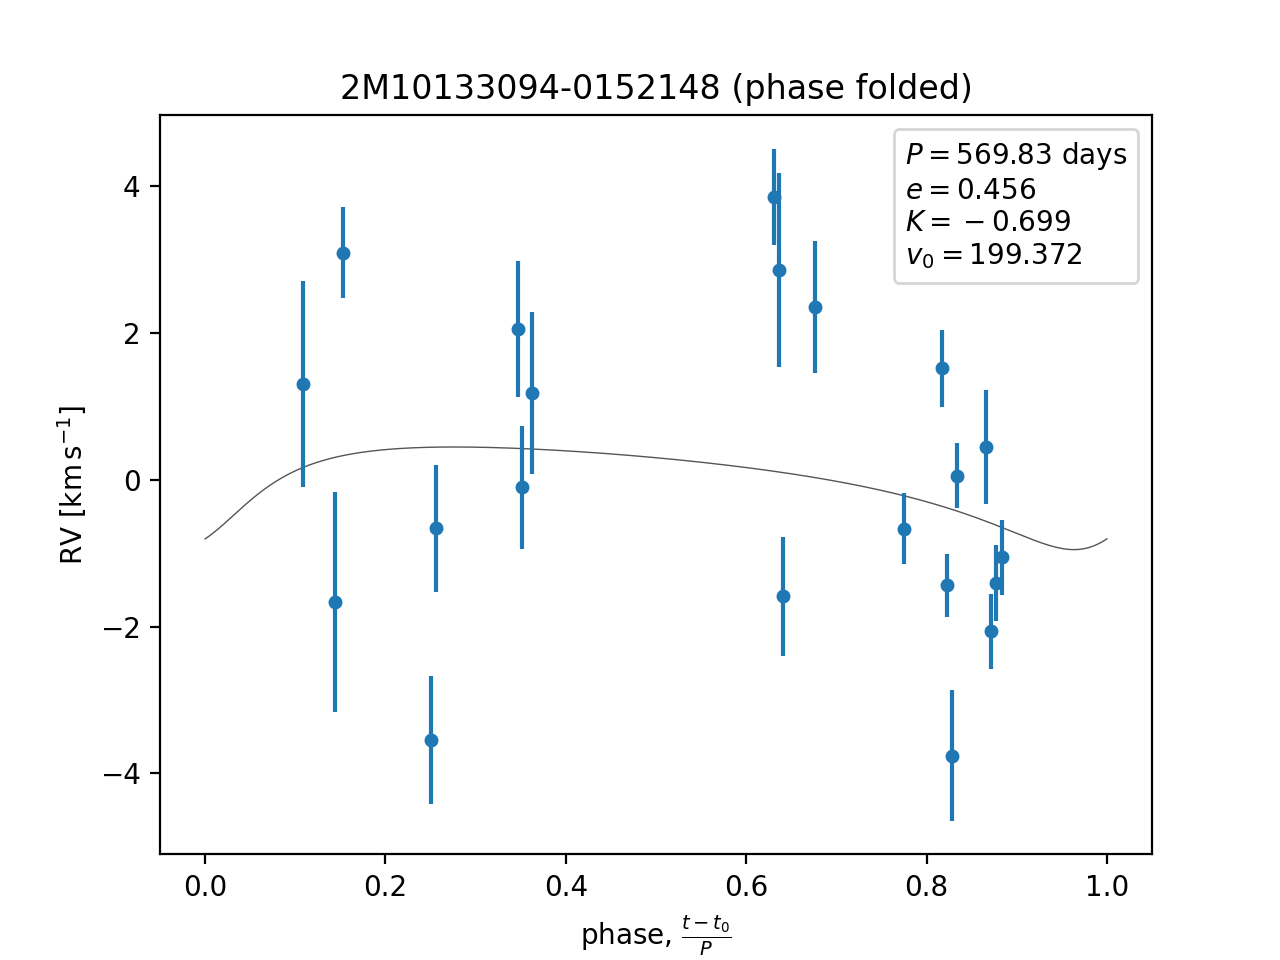 2M10133094-0152148 (phase folded)
P = 569.83 days
e = 0.456
K = −0.699
v₀ = 199.372
4
2
0
−2
−4
RV [km s⁻¹]
0.0 0.2 0.4 0.6 0.8 1.0
phase, (t − t₀)/P